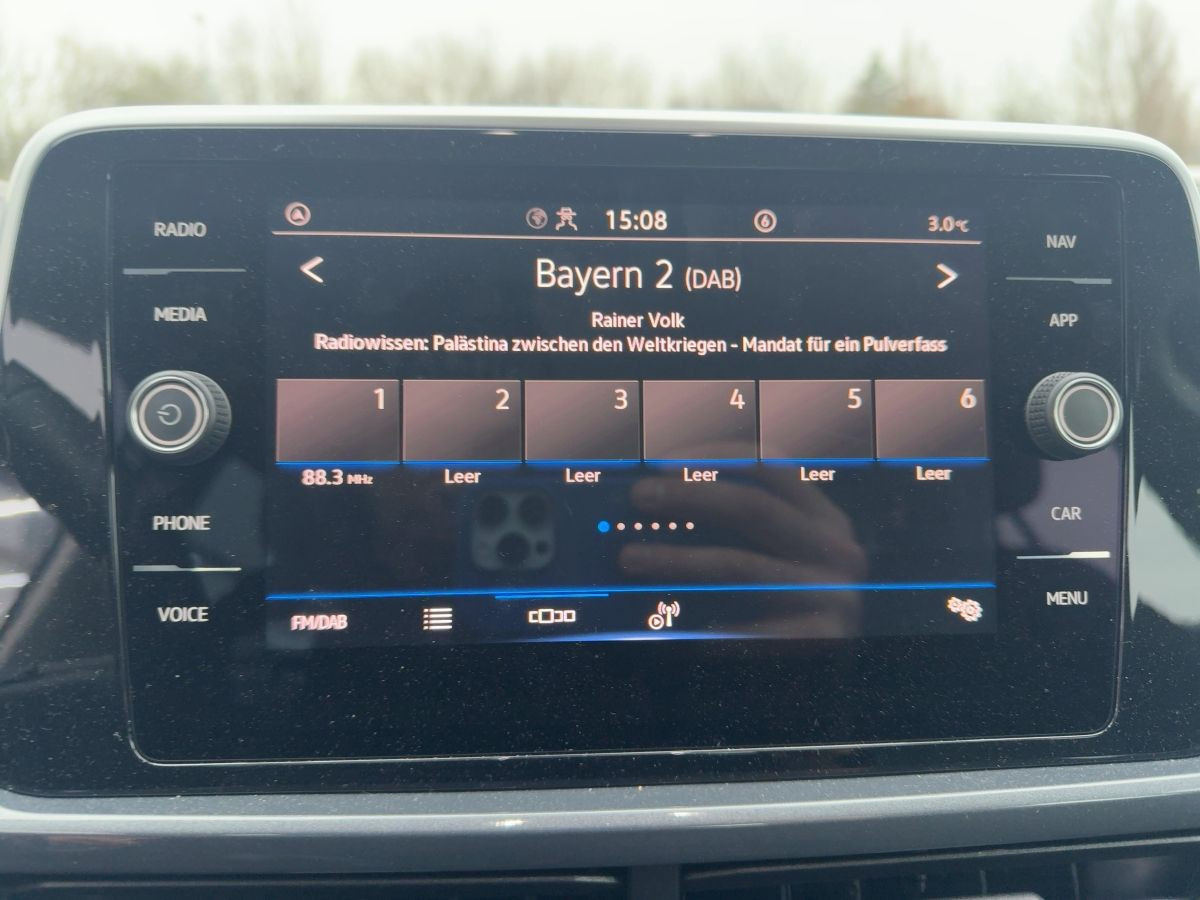 RADIO
MEDIA
PHONE
VOICE
15:08
6
3.0°C
Bayern 2 (DAB)
Rainer Volk
Radiowissen: Palästina zwischen den Weltkriegen - Mandat für ein Pulverfass
1 2 3 4 5 6
88.3 MHz Leer Leer Leer Leer Leer
FM/DAB
NAV
APP
CAR
MENU